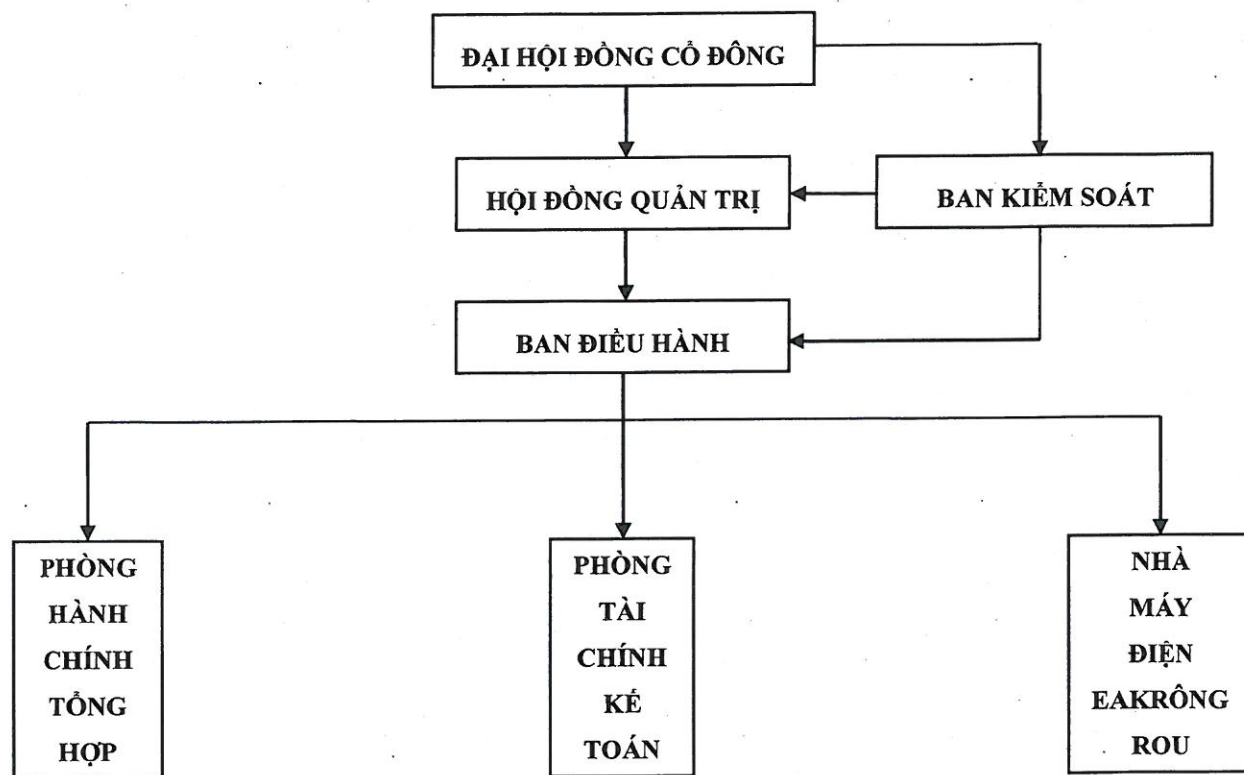 ĐẠI HỘI ĐỒNG CỔ ĐÔNG
HỘI ĐỒNG QUẢN TRỊ
BAN KIỂM SOÁT
BAN ĐIỀU HÀNH
PHÒNG
HÀNH
CHÍNH
TỔNG
HỢP
PHÒNG
TÀI
CHÍNH
KẾ
TOÁN
NHÀ
MÁY
ĐIỆN
EAKRÔNG
ROU